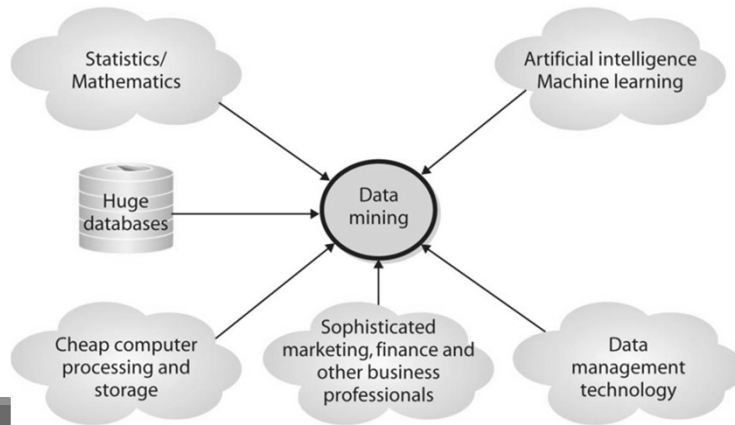 Statistics/
Mathematics
Artificial intelligence
Machine learning
Huge
databases
Data
mining
Cheap computer
processing and
storage
Sophisticated
marketing, finance and
other business
professionals
Data
management
technology